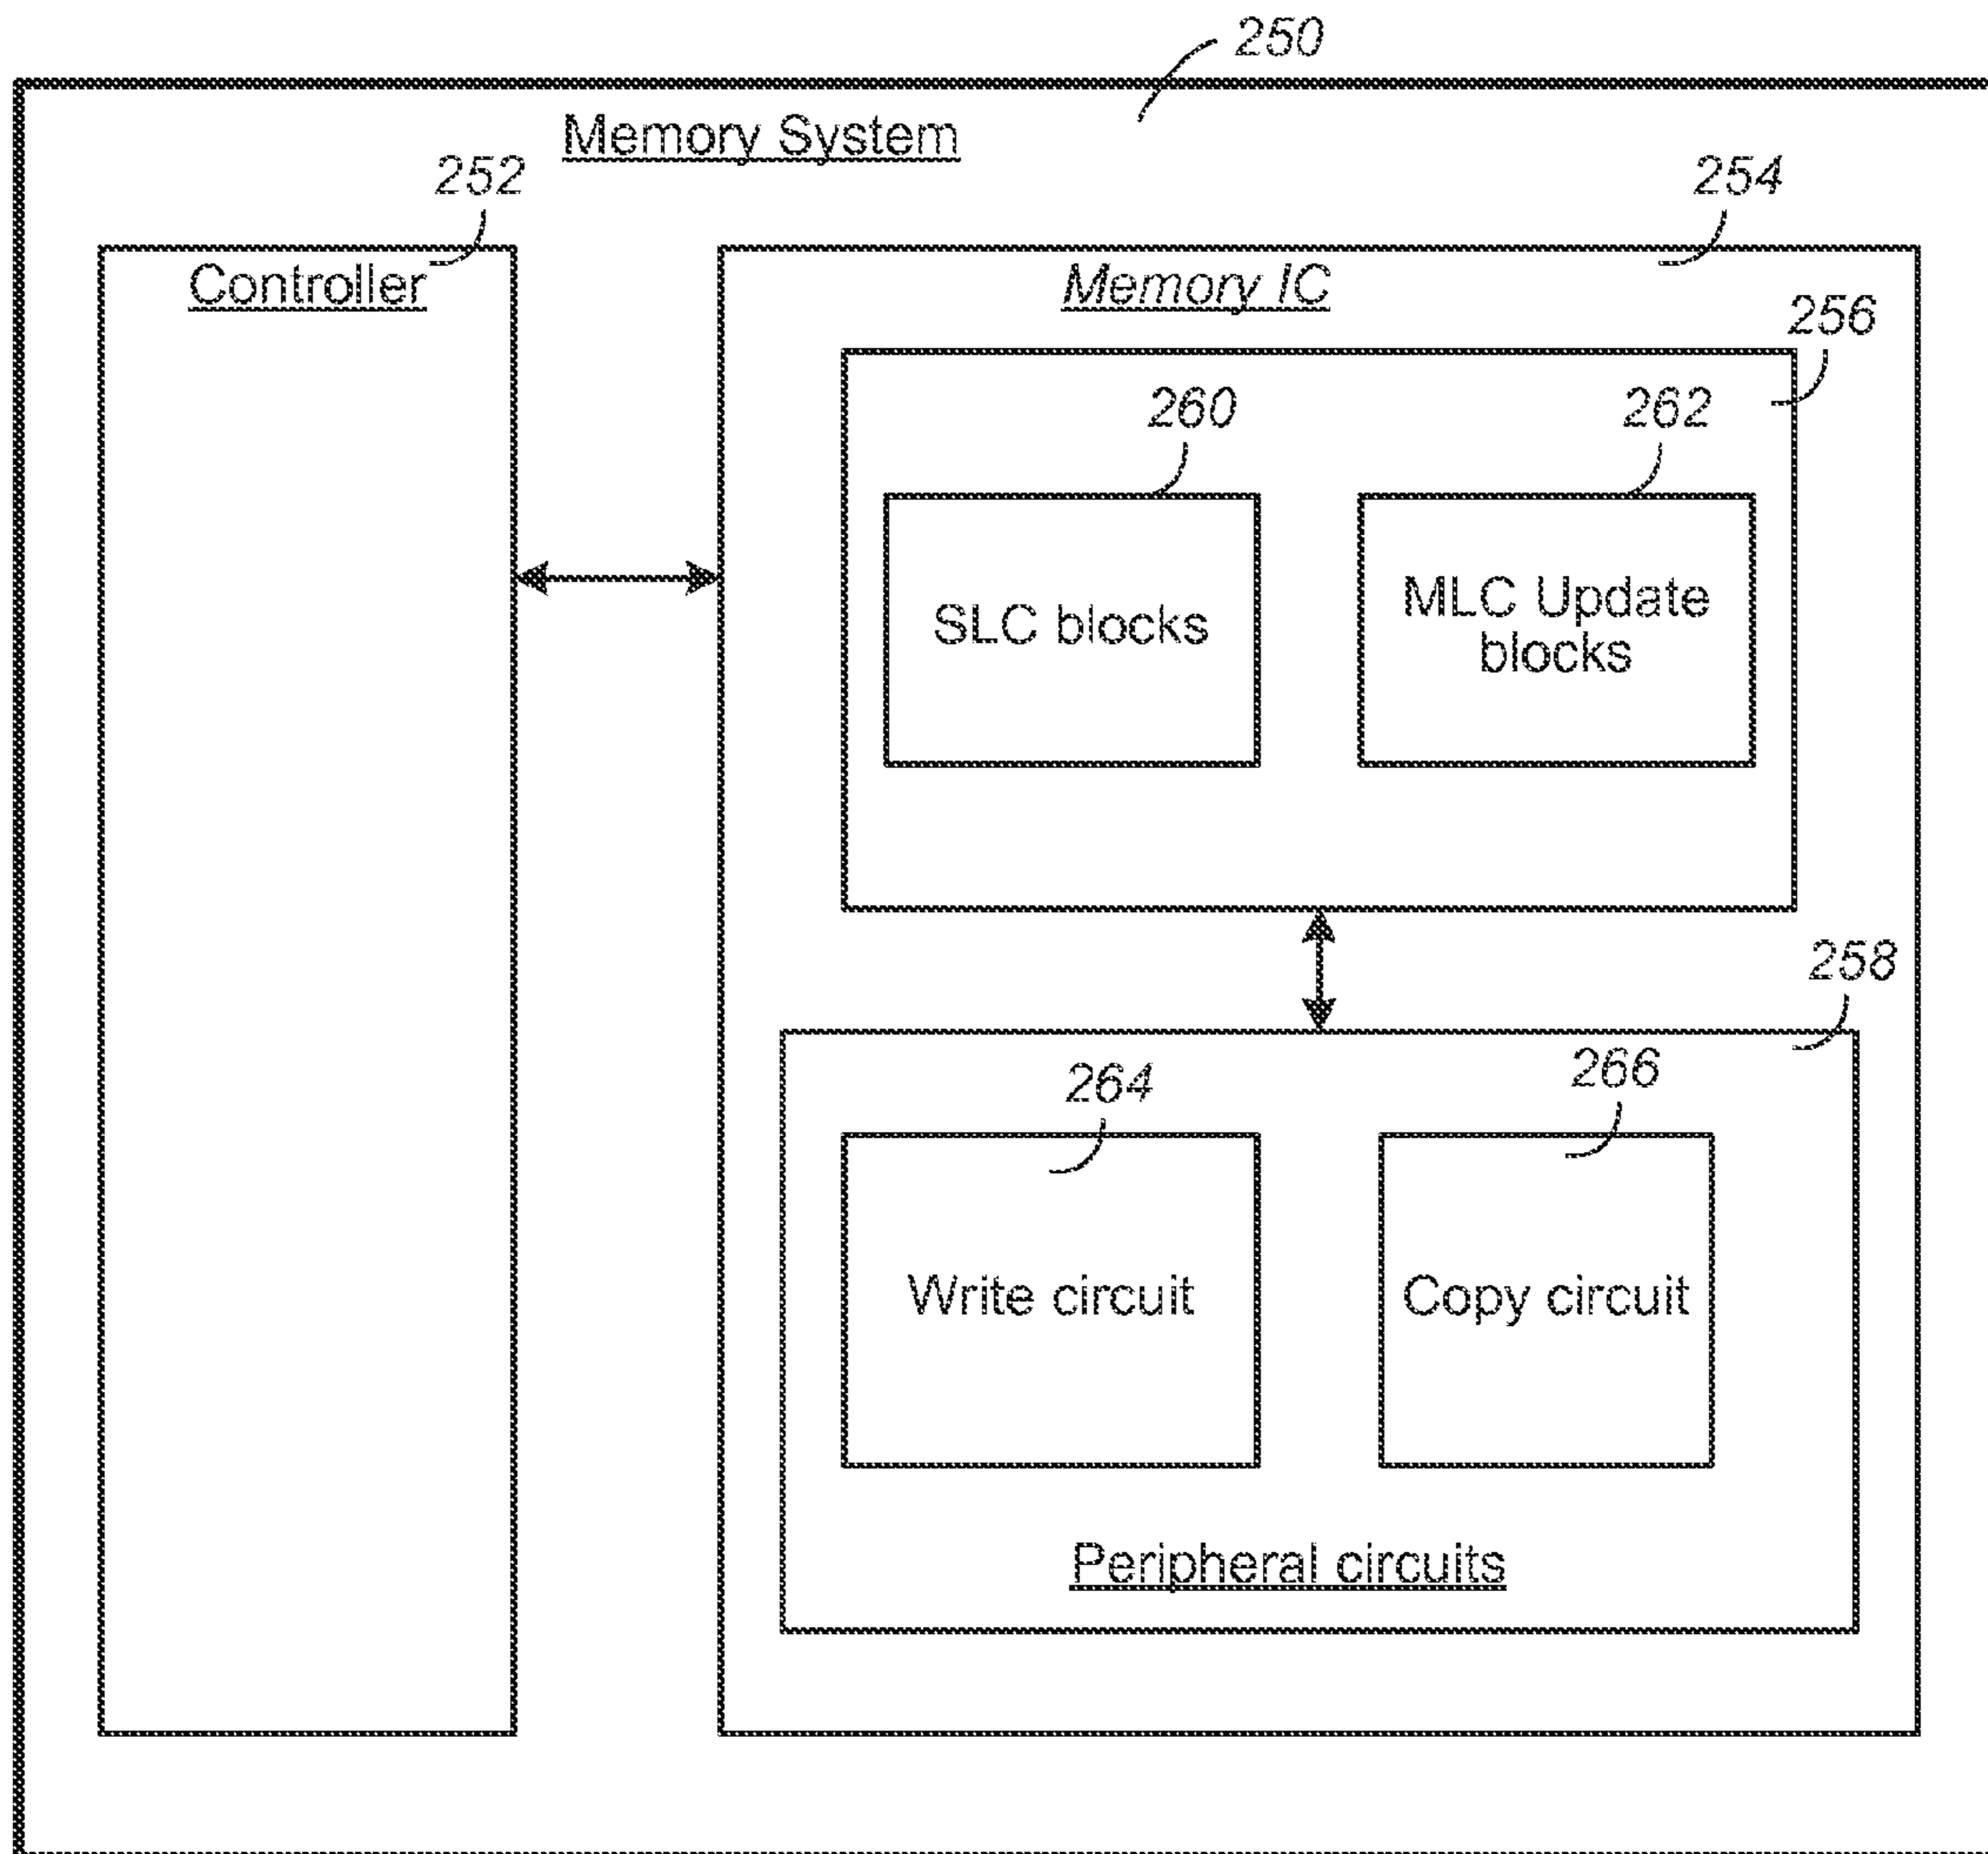 250
Memory System
252
254
Controller
Memory IC
256
260
262
SLC blocks
MLC Update
blocks
258
264
266
Write circuit
Copy circuit
Peripheral circuits